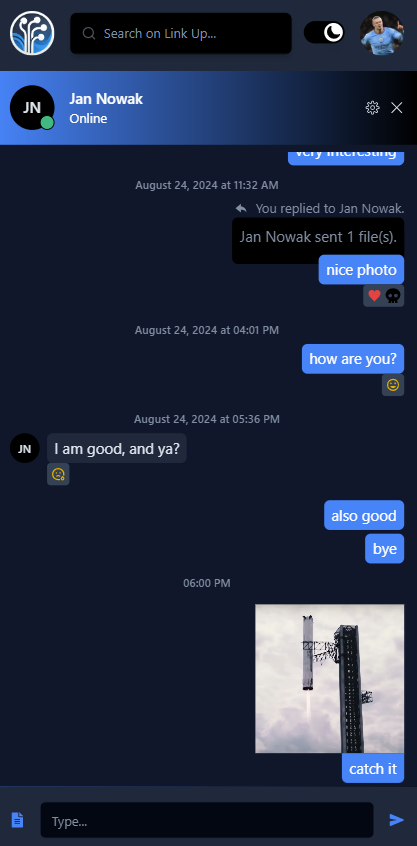 Search on Link Up...
JN
Jan Nowak
Online
very interesting
August 24, 2024 at 11:32 AM
You replied to Jan Nowak.
Jan Nowak sent 1 file(s).
nice photo
August 24, 2024 at 04:01 PM
how are you?
August 24, 2024 at 05:36 PM
JN
I am good, and ya?
also good
bye
06:00 PM
catch it
Type...